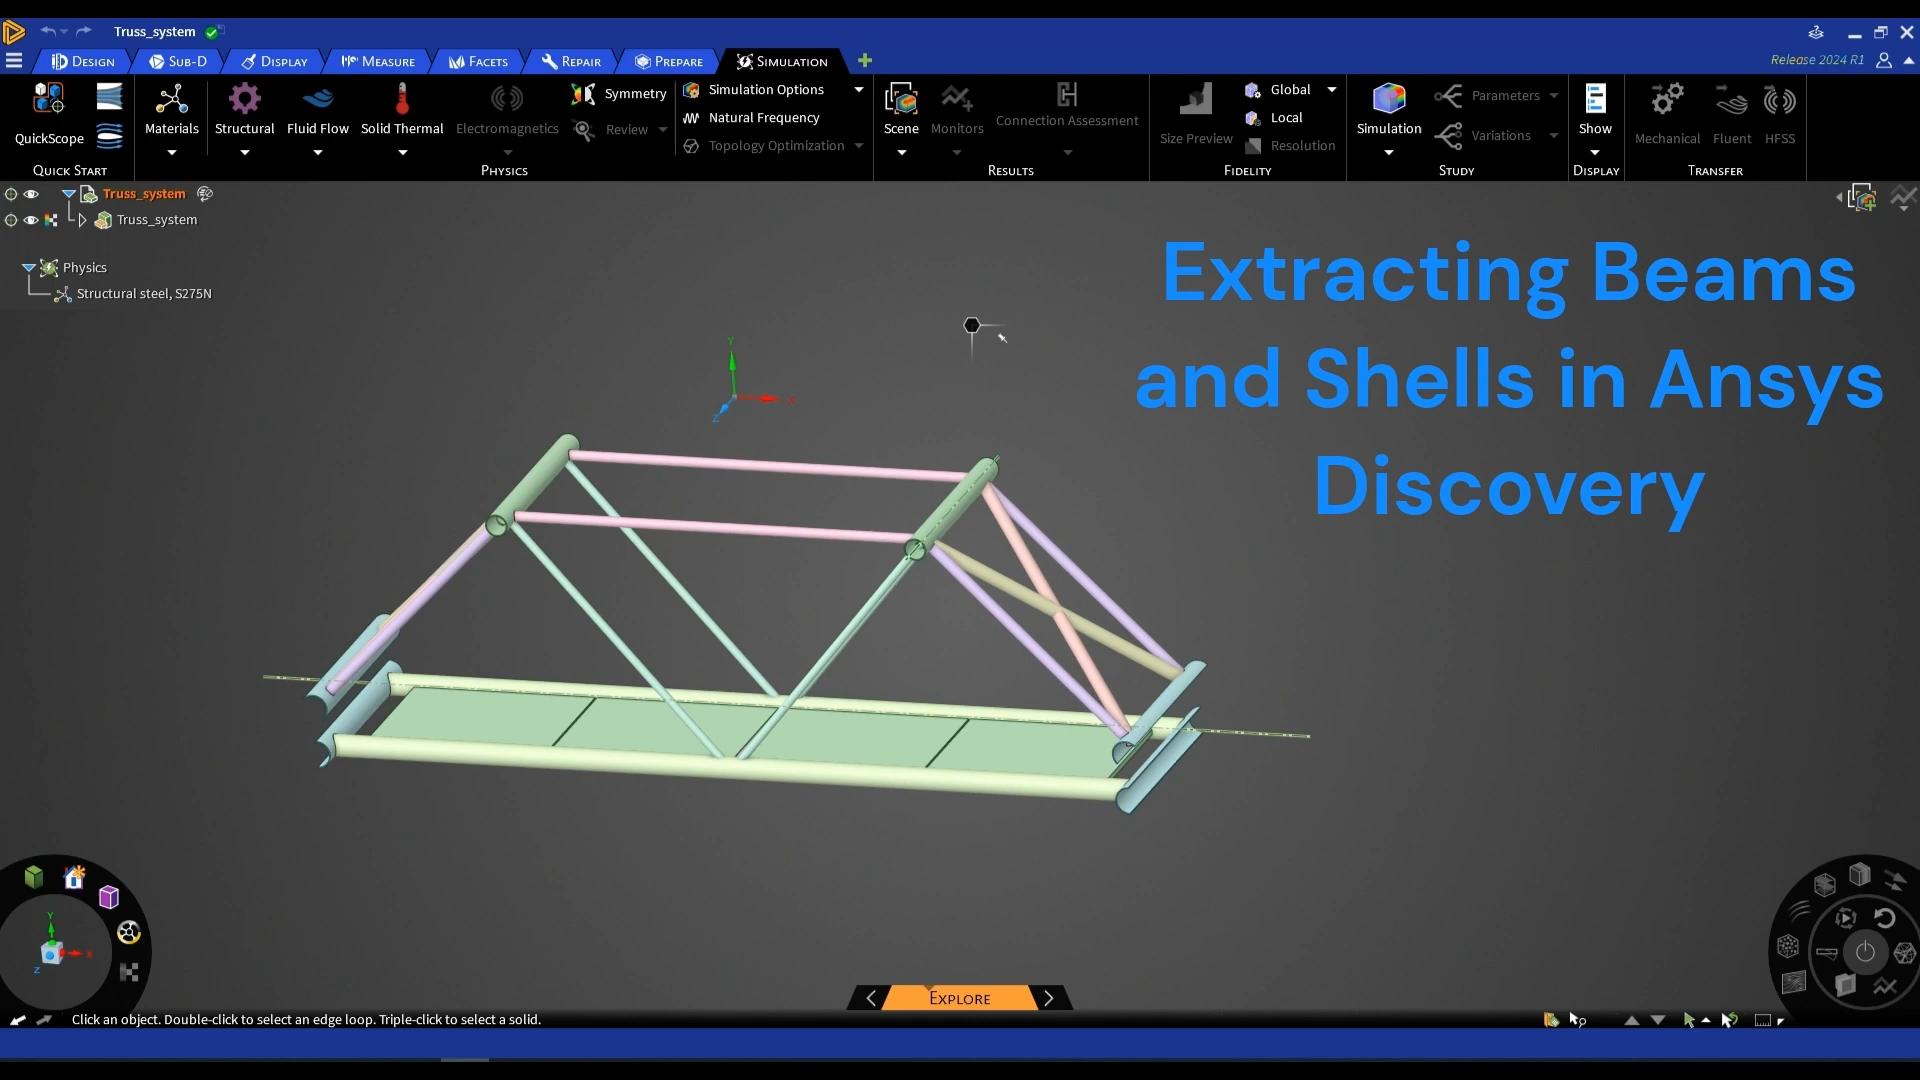 Truss_system
Design
Sub-D
Display
Measure
Facets
Repair
Prepare
Simulation
Release 2024 R1
QuickScope
Quick Start
Materials
Structural
Fluid Flow
Solid Thermal
Electromagnetics
Symmetry
Review
Simulation Options
Natural Frequency
Topology Optimization
Physics
Scene
Monitors
Connection Assessment
Results
Size Preview
Global
Local
Resolution
Fidelity
Simulation
Parameters
Variations
Study
Show
Display
Mechanical
Fluent
HFSS
Transfer
Truss_system
Truss_system
Physics
Structural steel, S275N
Extracting Beams
and Shells in Ansys
Discovery
Y
X
Z
Y
X
Z
Explore
Click an object. Double-click to select an edge loop. Triple-click to select a solid.